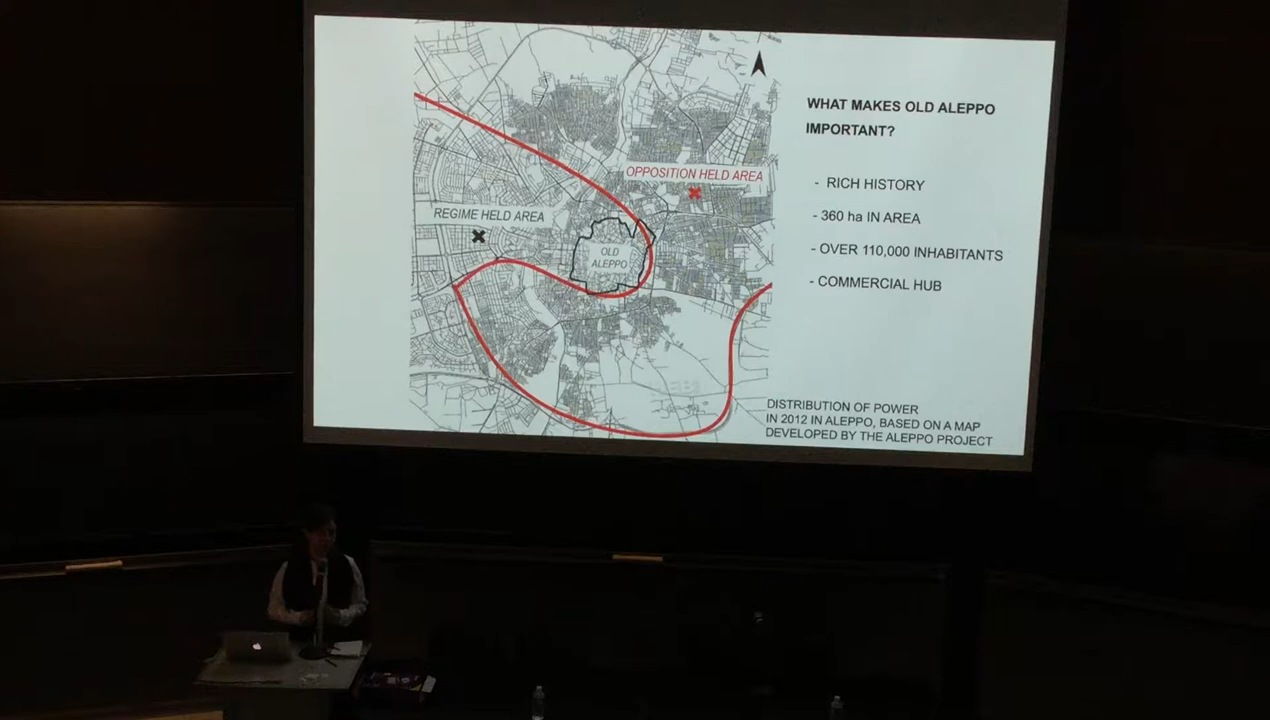 WHAT MAKES OLD ALEPPO
IMPORTANT?
- RICH HISTORY
- 360 ha IN AREA
- OVER 110,000 INHABITANTS
- COMMERCIAL HUB
OPPOSITION HELD AREA
REGIME HELD AREA
OLD
ALEPPO
DISTRIBUTION OF POWER
IN 2012 IN ALEPPO, BASED ON A MAP
DEVELOPED BY THE ALEPPO PROJECT